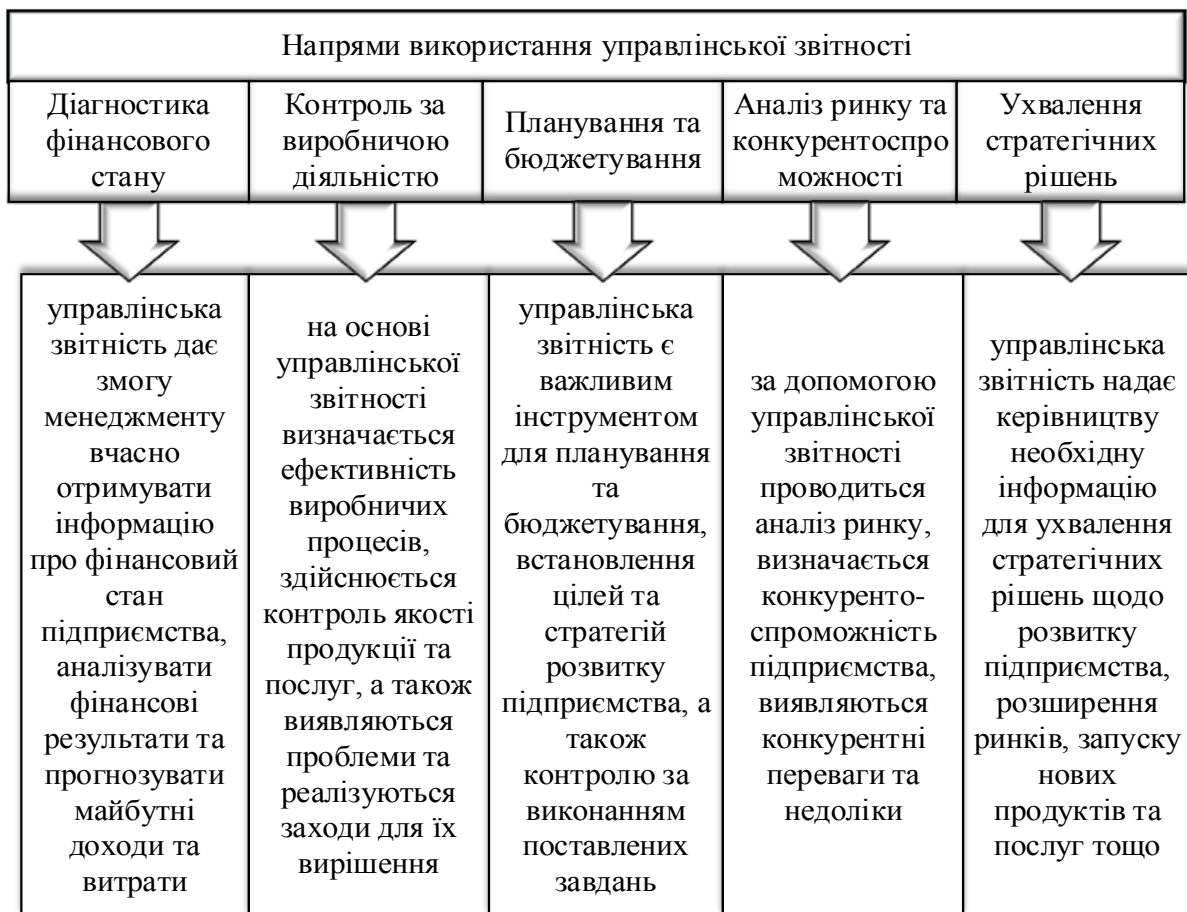 Напрями використання управлінської звітності
Діагностика
фінансового
стану
Контроль за
виробничою
діяльністю
Планування та
бюджетування
Аналіз ринку та
конкурентоспро
можності
Ухвалення
стратегічних
рішень
управлінська
звітність дає
змогу
менеджменту
вчасно
отримувати
інформацію
про фінансовий
стан
підприємства,
аналізувати
фінансові
результати та
прогнозувати
майбутні
доходи та
витрати
на основі
управлінської
звітності
визначається
ефективність
виробничих
процесів,
здійснюється
контроль якості
продукції та
послуг, а також
виявляються
проблеми та
реалізуються
заходи для їх
вирішення
управлінська
звітність є
важливим
інструментом
для планування
та
бюджетування,
встановлення
цілей та
стратегій
розвитку
підприємства, а
також
контролю за
виконанням
поставлених
завдань
за допомогою
управлінської
звітності
проводиться
аналіз ринку,
визначається
конкуренто-
спроможність
підприємства,
виявляються
конкурентні
переваги та
недоліки
управлінська
звітність надає
керівництву
необхідну
інформацію
для ухвалення
стратегічних
рішень щодо
розвитку
підприємства,
розширення
ринків, запуску
нових
продуктів та
послуг тощо